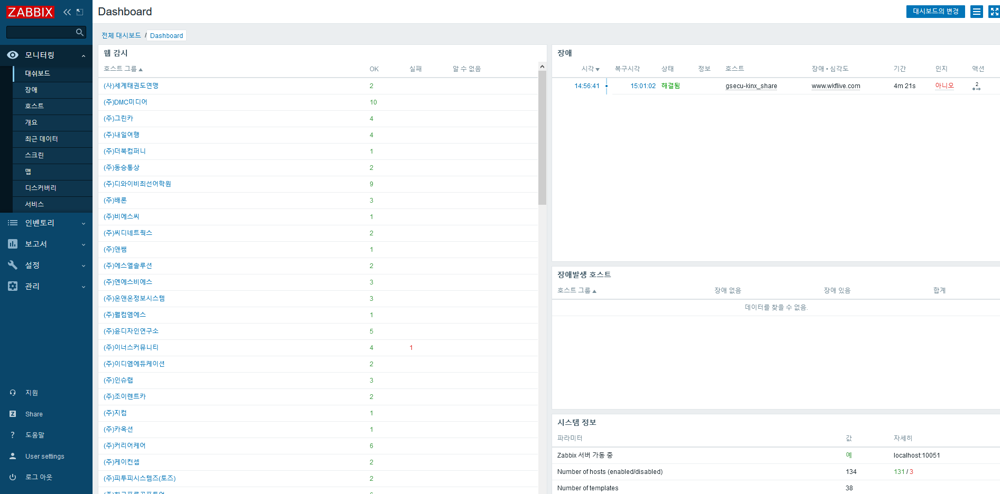 ZABBIX
모니터링
대쉬보드
장애
호스트
개요
최근 데이터
스크린
맵
디스커버리
서비스
인벤토리
보고서
설정
관리
지원
Share
도움말
User settings
로그 아웃
Dashboard
대시보드의 변경
전체 대시보드 / Dashboard
웹 감시
호스트 그룹▲ OK 실패 알 수 없음
(사)세계태권도연맹 2
(주)DMC미디어 10
(주)그린카 4
(주)내일여행 4
(주)더북컴퍼니 1
(주)동승통상 2
(주)디와이비최선어학원 9
(주)배론 3
(주)비에스씨 1
(주)씨디네트웍스 2
(주)앤쌤 1
(주)에스엘솔루션 2
(주)엔에스비에스 3
(주)온앤온정보시스템 3
(주)웰컴엠에스 1
(주)윤디자인연구소 5
(주)이너스커뮤니티 4 1
(주)이디엠에듀케이션 2
(주)인슈랩 3
(주)조이렌트카 2
(주)지컴 1
(주)카옥션 1
(주)커리어케어 6
(주)케이컨셉 2
(주)피투피시스템즈(토즈) 2
장애
시각▼ 복구시각 상태 정보 호스트 장애 • 심각도 기간 인지 액션
14:56:41 15:01:02 해결됨 gsecu-kinx_share www.wkflive.com 4m 21s 아니오 2
장애발생 호스트
호스트 그룹▲ 장애 없음 장애 있음 합계
데이터를 찾을 수 없음.
시스템 정보
파라미터 값 자세히
Zabbix 서버 가동 중 예 localhost:10051
Number of hosts (enabled/disabled) 134 131 / 3
Number of templates 38